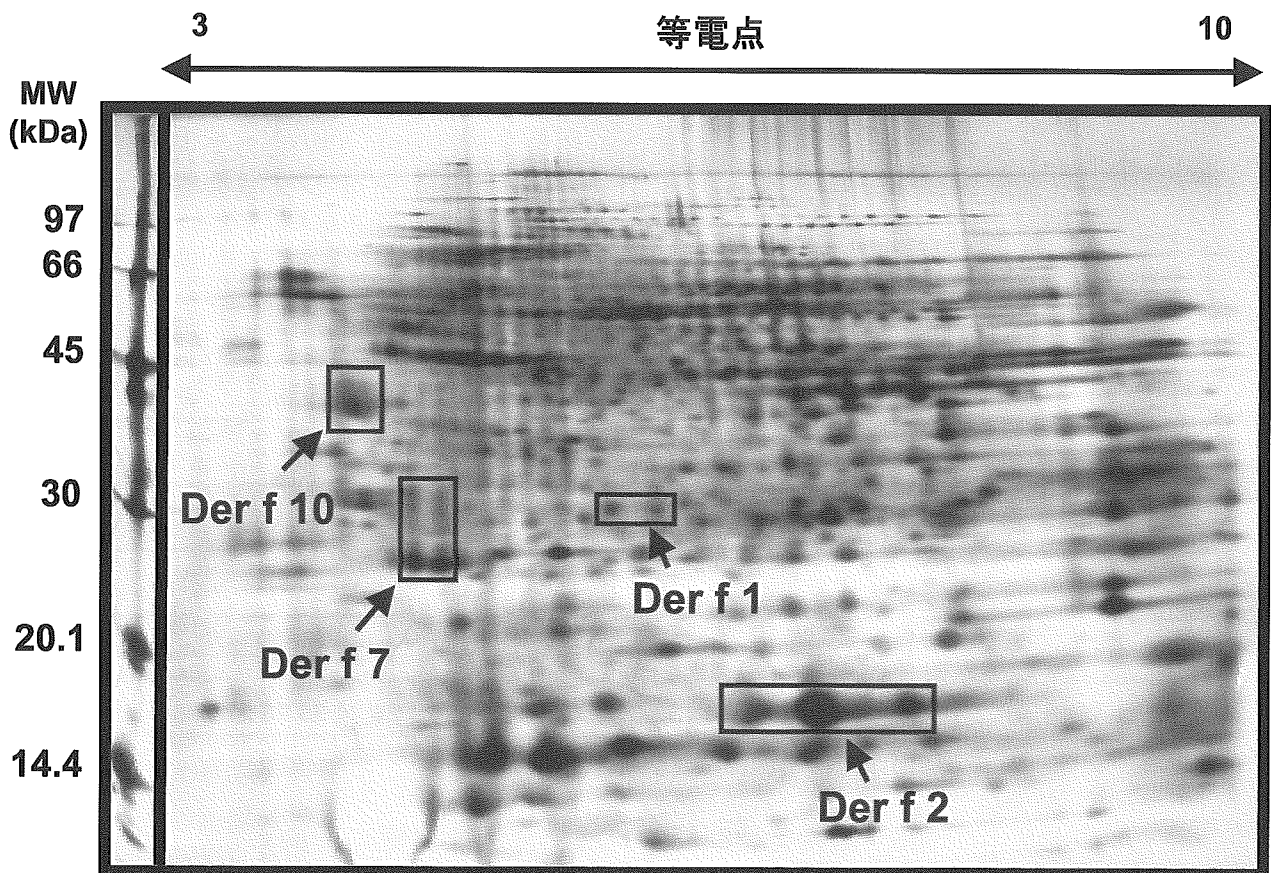 3
等電点
10
MW
(kDa)
97
66
45
30
20.1
14.4
Der f 10
Der f 7
Der f 1
Der f 2